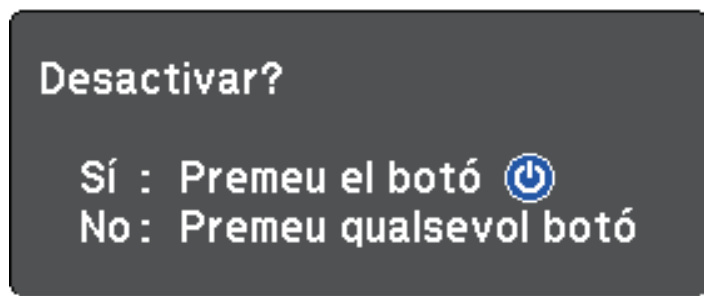 Desactivar?
Sí : Premeu el botó
No : Premeu qualsevol botó